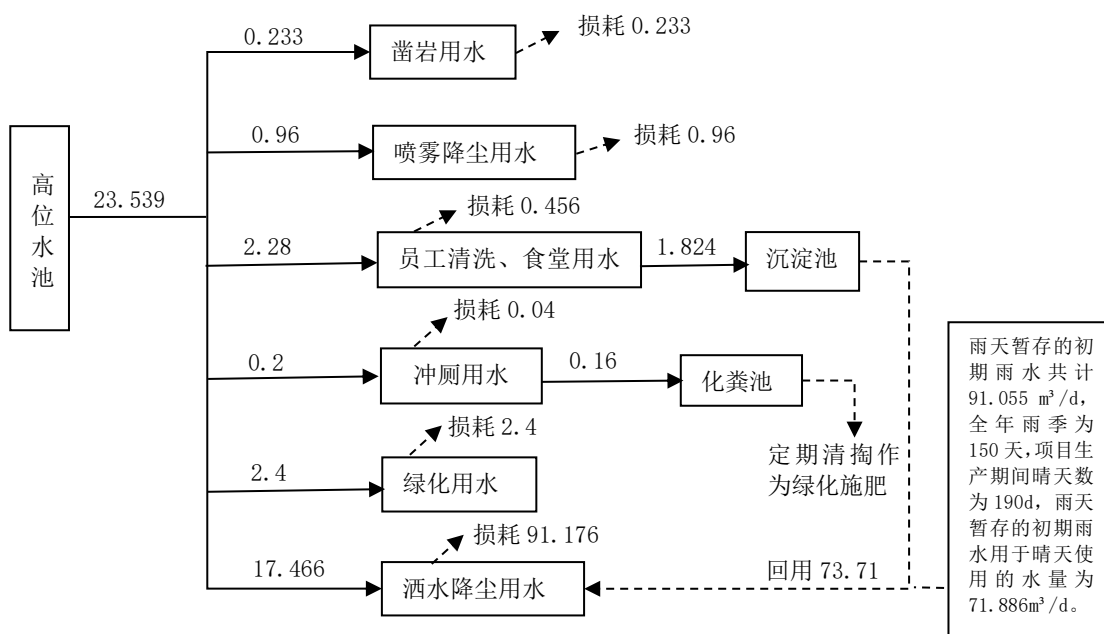 高位水池
23.539
0.233
凿岩用水
损耗 0.233
0.96
喷雾降尘用水
损耗 0.96
2.28
员工清洗、食堂用水
损耗 0.456
1.824
沉淀池
0.2
冲厕用水
损耗 0.04
0.16
化粪池
定期清掏作
为绿化施肥
2.4
绿化用水
损耗 2.4
17.466
洒水降尘用水
损耗 91.176
回用 73.71
雨天暂存的初
期雨水共计
91.055 m³/d，
全年雨季为
150 天，项目生
产期间晴天数
为 190d，雨天
暂存的初期雨
水用于晴天使
用的水量为
71.886m³/d。